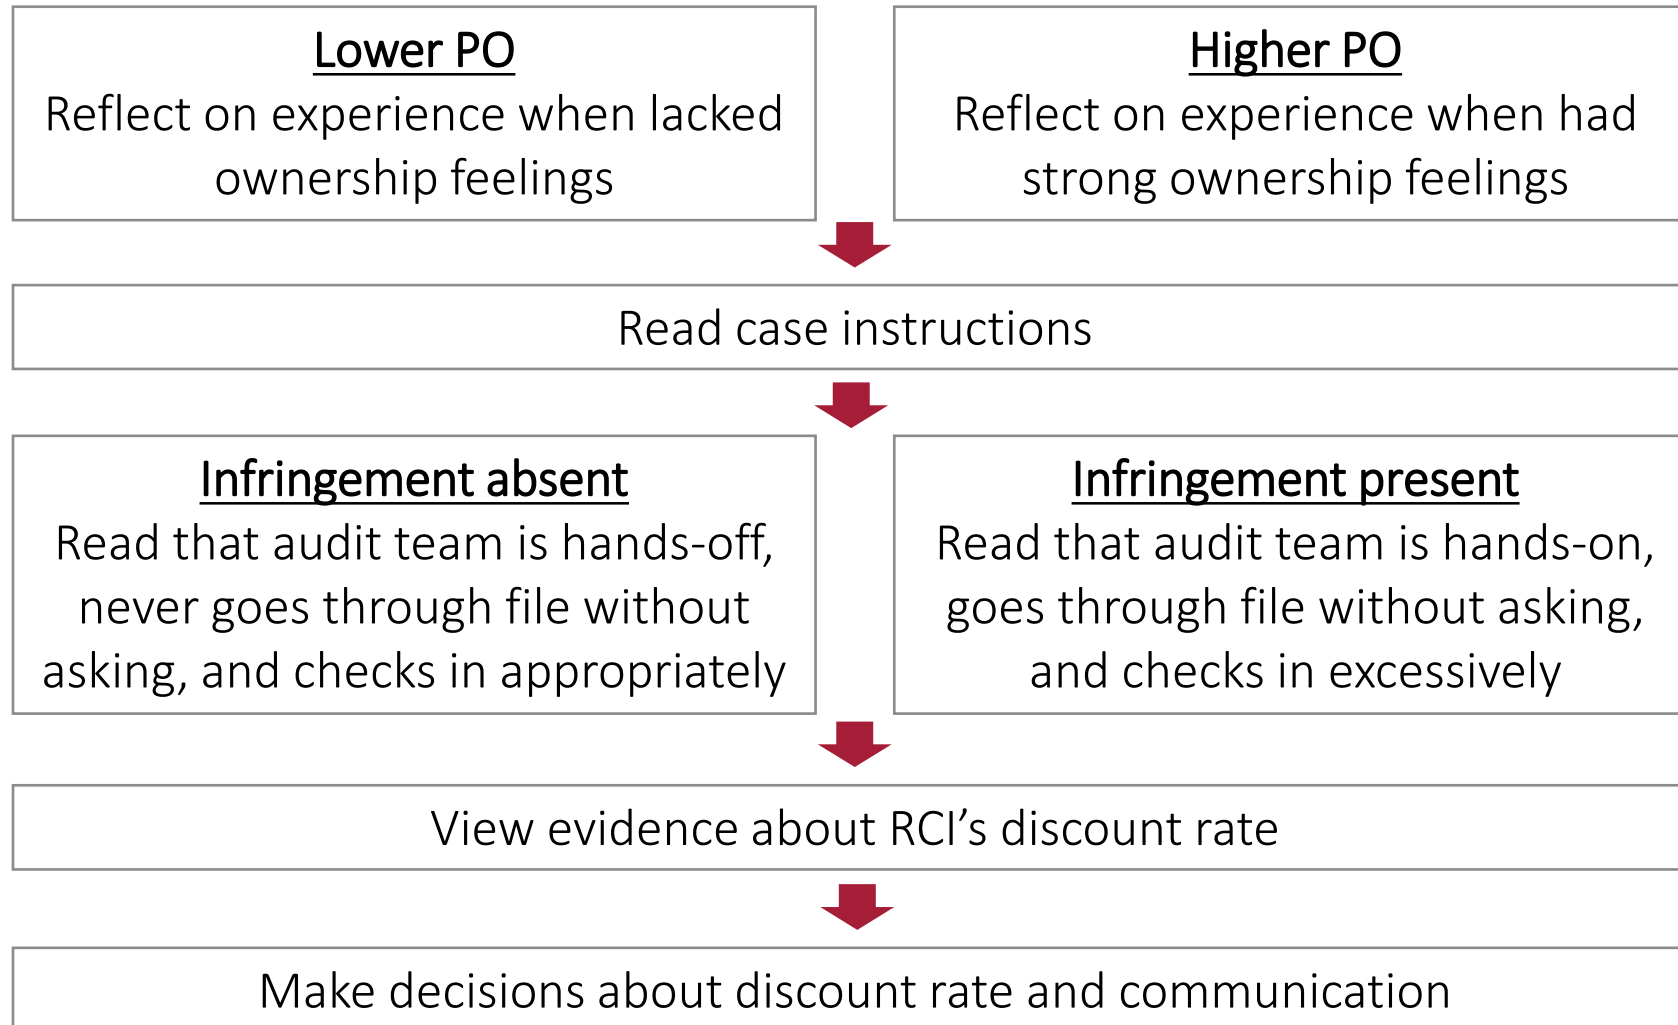 Lower PO
Reflect on experience when lacked
ownership feelings
Higher PO
Reflect on experience when had
strong ownership feelings
Read case instructions
Infringement absent
Read that audit team is hands-off,
never goes through file without
asking, and checks in appropriately
Infringement present
Read that audit team is hands-on,
goes through file without asking,
and checks in excessively
View evidence about RCI’s discount rate
Make decisions about discount rate and communication